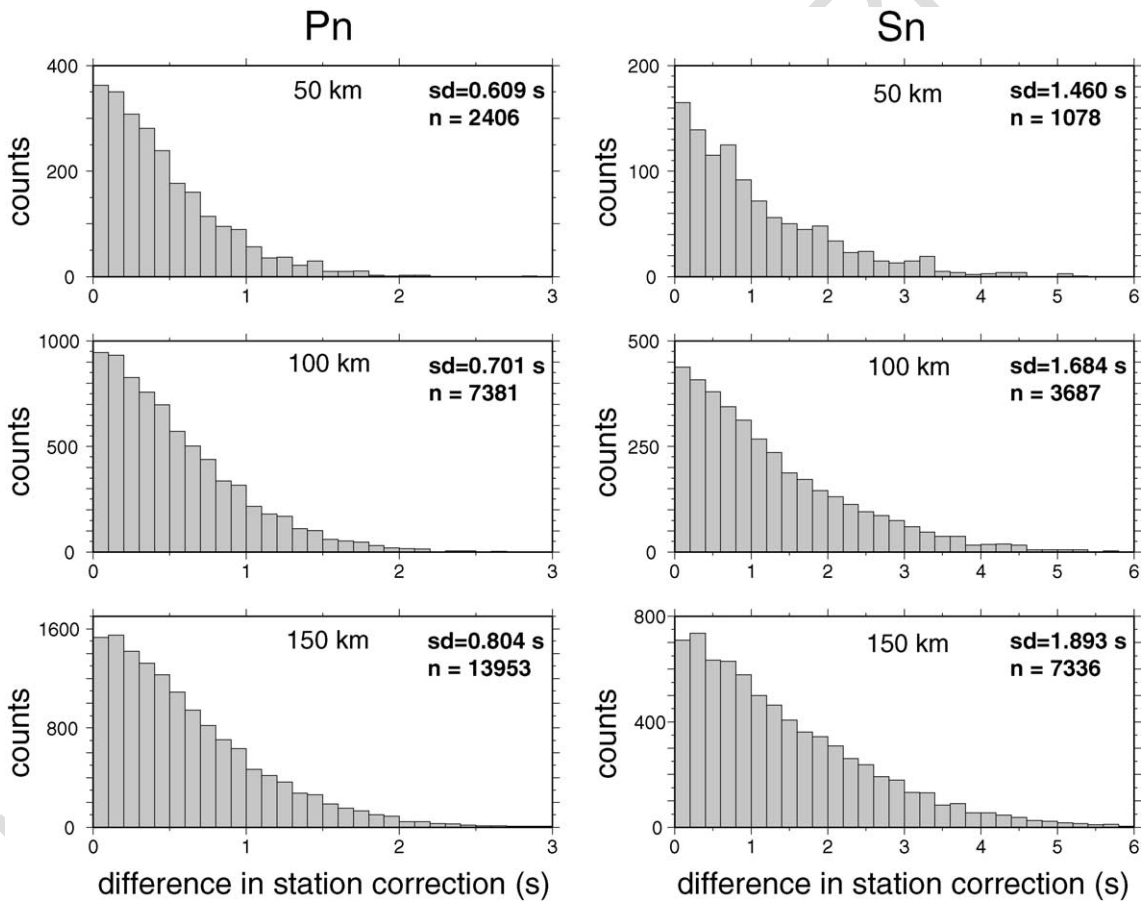 Pn
Sn
400
200
0
counts
50 km
sd=0.609 s
n = 2406
0 1 2 3
200
100
0
counts
50 km
sd=1.460 s
n = 1078
0 1 2 3 4 5 6
1000
500
0
counts
100 km
sd=0.701 s
n = 7381
0 1 2 3
500
250
0
counts
100 km
sd=1.684 s
n = 3687
0 1 2 3 4 5 6
1600
800
0
counts
150 km
sd=0.804 s
n = 13953
0 1 2 3
difference in station correction (s)
800
400
0
counts
150 km
sd=1.893 s
n = 7336
0 1 2 3 4 5 6
difference in station correction (s)